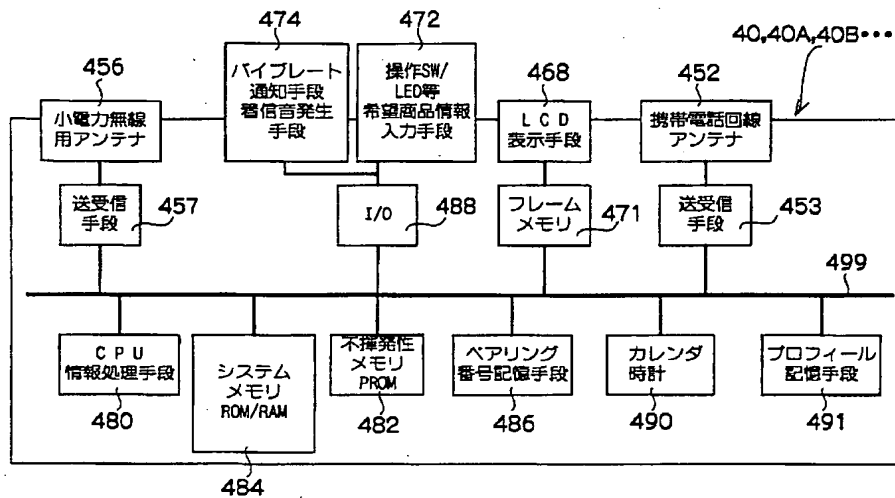 474
472
40,40A,40B・・・
456
468
452
バイブレート
通知手段
着信音発生
手段
操作SW/
LED等
希望商品情報
入力手段
小電力無線
用アンテナ
LCD
表示手段
携帯電話回線
アンテナ
送受信
手段
457
I/O
488
フレーム
メモリ
471
送受信
手段
453
499
CPU
情報処理手段
480
システム
メモリ
ROM/RAM
484
不揮発性
メモリ
PROM
482
ペアリング
番号記憶手段
486
カレンダ
時計
490
プロフィール
記憶手段
491